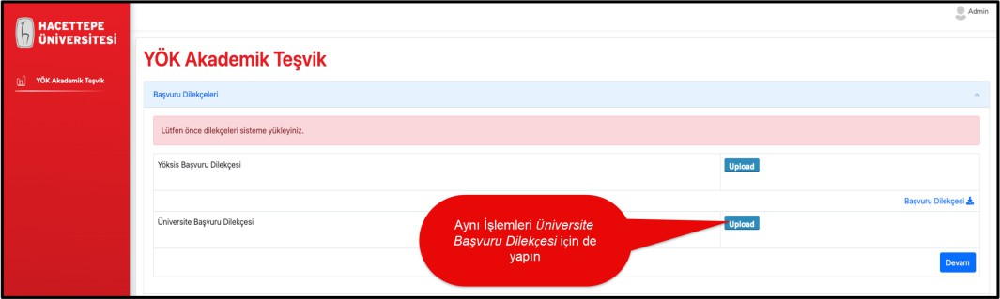 Admin
HACETTEPE
ÜNİVERSİTESİ
YÖK Akademik Teşvik
YÖK Akademik Teşvik
Başvuru Dilekçeleri
Lütfen önce dilekçeleri sisteme yükleyiniz.
Yöksis Başvuru Dilekçesi
Upload
Başvuru Dilekçesi
Üniversite Başvuru Dilekçesi
Upload
Aynı İşlemleri Üniversite
Başvuru Dilekçesi için de
yapın
Devam